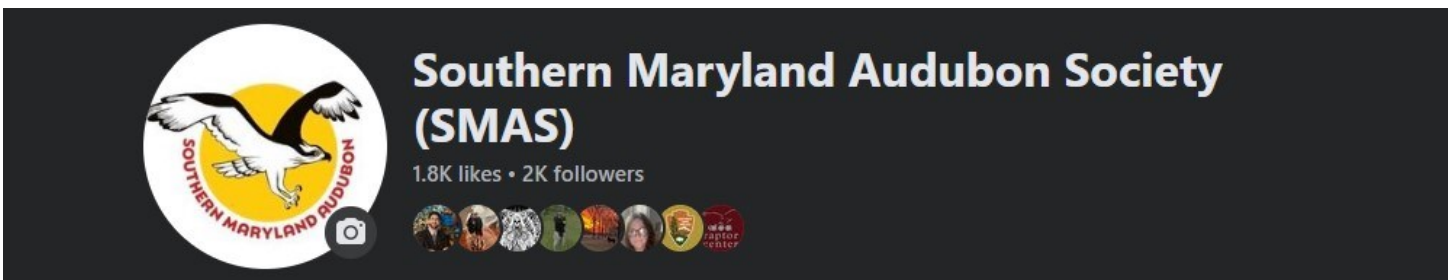 Southern Maryland Audubon Society
(SMAS)
1.8K likes • 2K followers
SOUTHERN MARYLAND AUDUBON
raptor
center